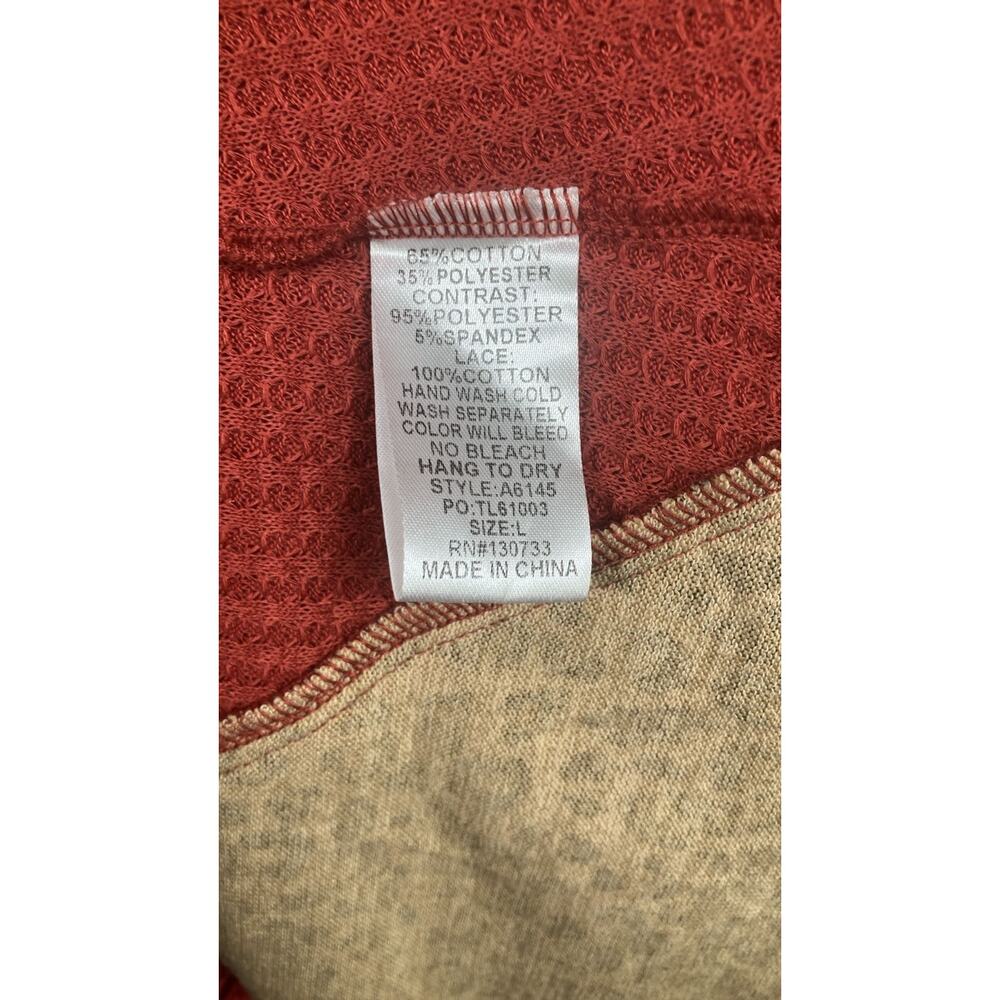 65%COTTON
35%POLYESTER
CONTRAST:
95%POLYESTER
5%SPANDEX
LACE:
100%COTTON
HAND WASH COLD
WASH SEPARATELY
COLOR WILL BLEED
NO BLEACH
HANG TO DRY
STYLE:A6145
PO:TL61003
SIZE:L
RN#130733
MADE IN CHINA